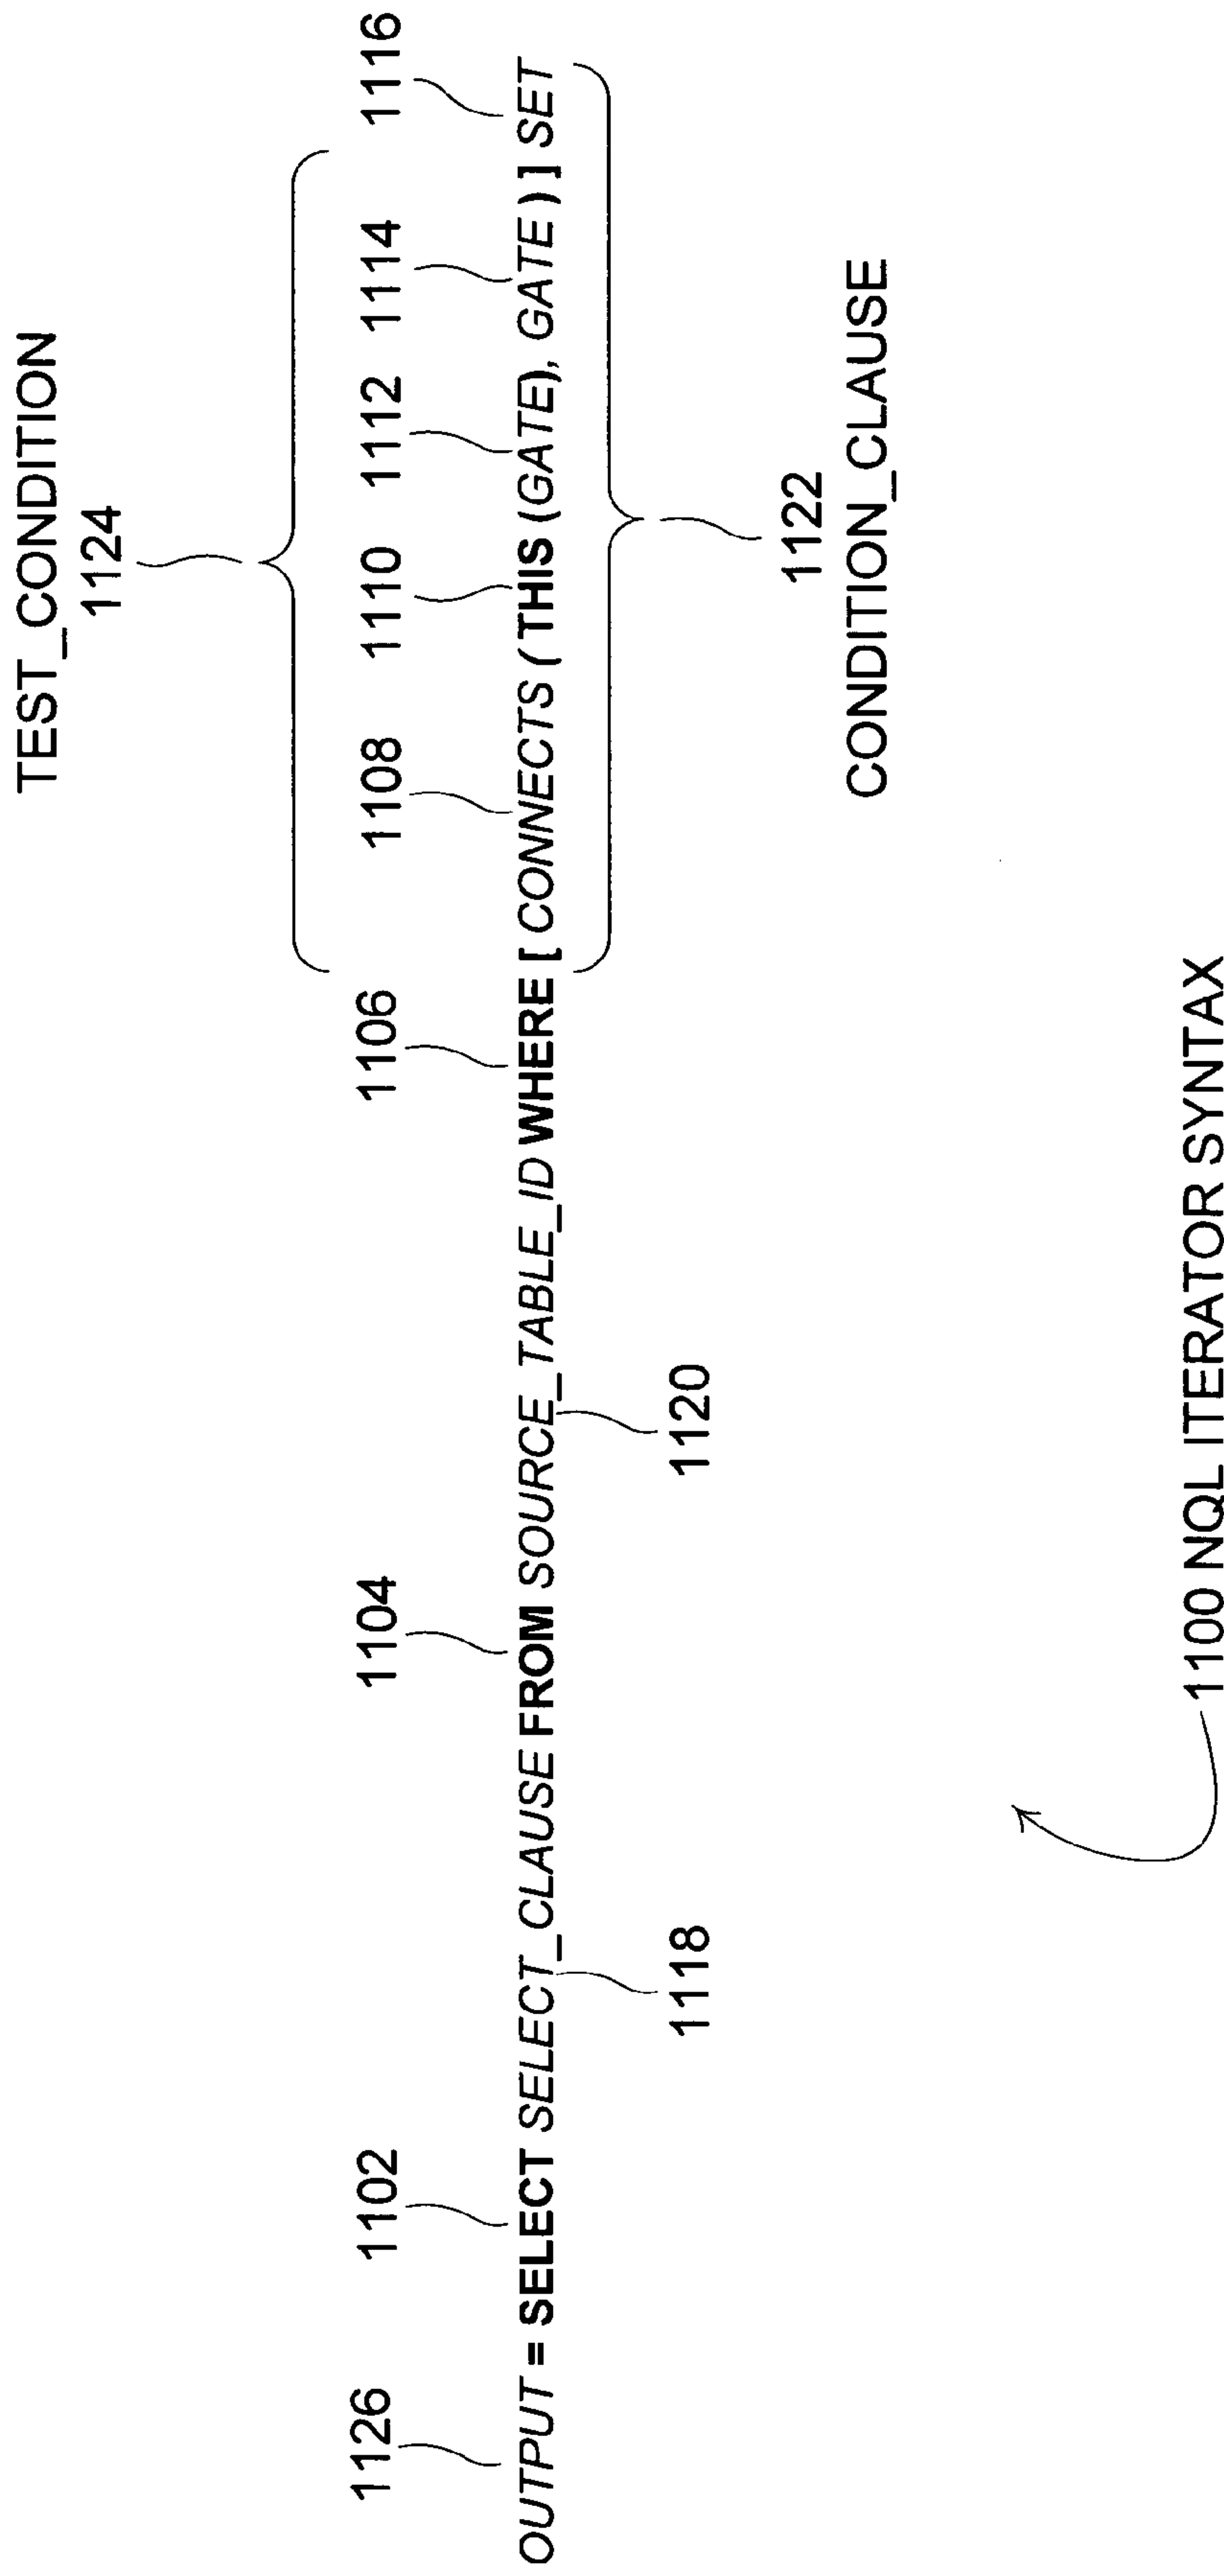 TEST_CONDITION
1124
1126 1102 1104 1106 1108 1110 1112 1114 1116
OUTPUT = SELECT SELECT_CLAUSE FROM SOURCE_TABLE_ID WHERE [ CONNECTS ( THIS (GATE), GATE ) ] SET
1118 1120
1122
CONDITION_CLAUSE
1100 NQL ITERATOR SYNTAX